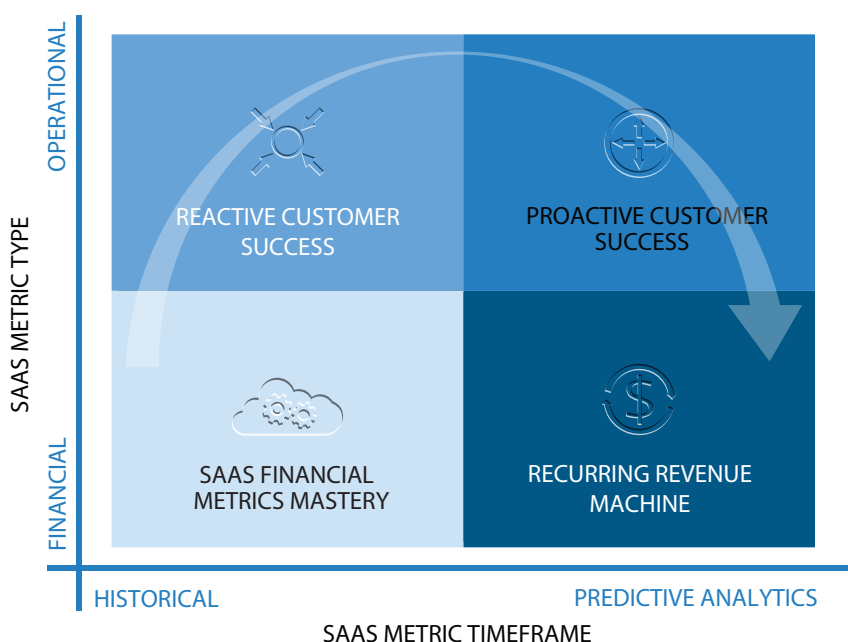 SAAS METRIC TYPE
OPERATIONAL
FINANCIAL
REACTIVE CUSTOMER
SUCCESS
PROACTIVE CUSTOMER
SUCCESS
SAAS FINANCIAL
METRICS MASTERY
$
RECURRING REVENUE
MACHINE
HISTORICAL
PREDICTIVE ANALYTICS
SAAS METRIC TIMEFRAME